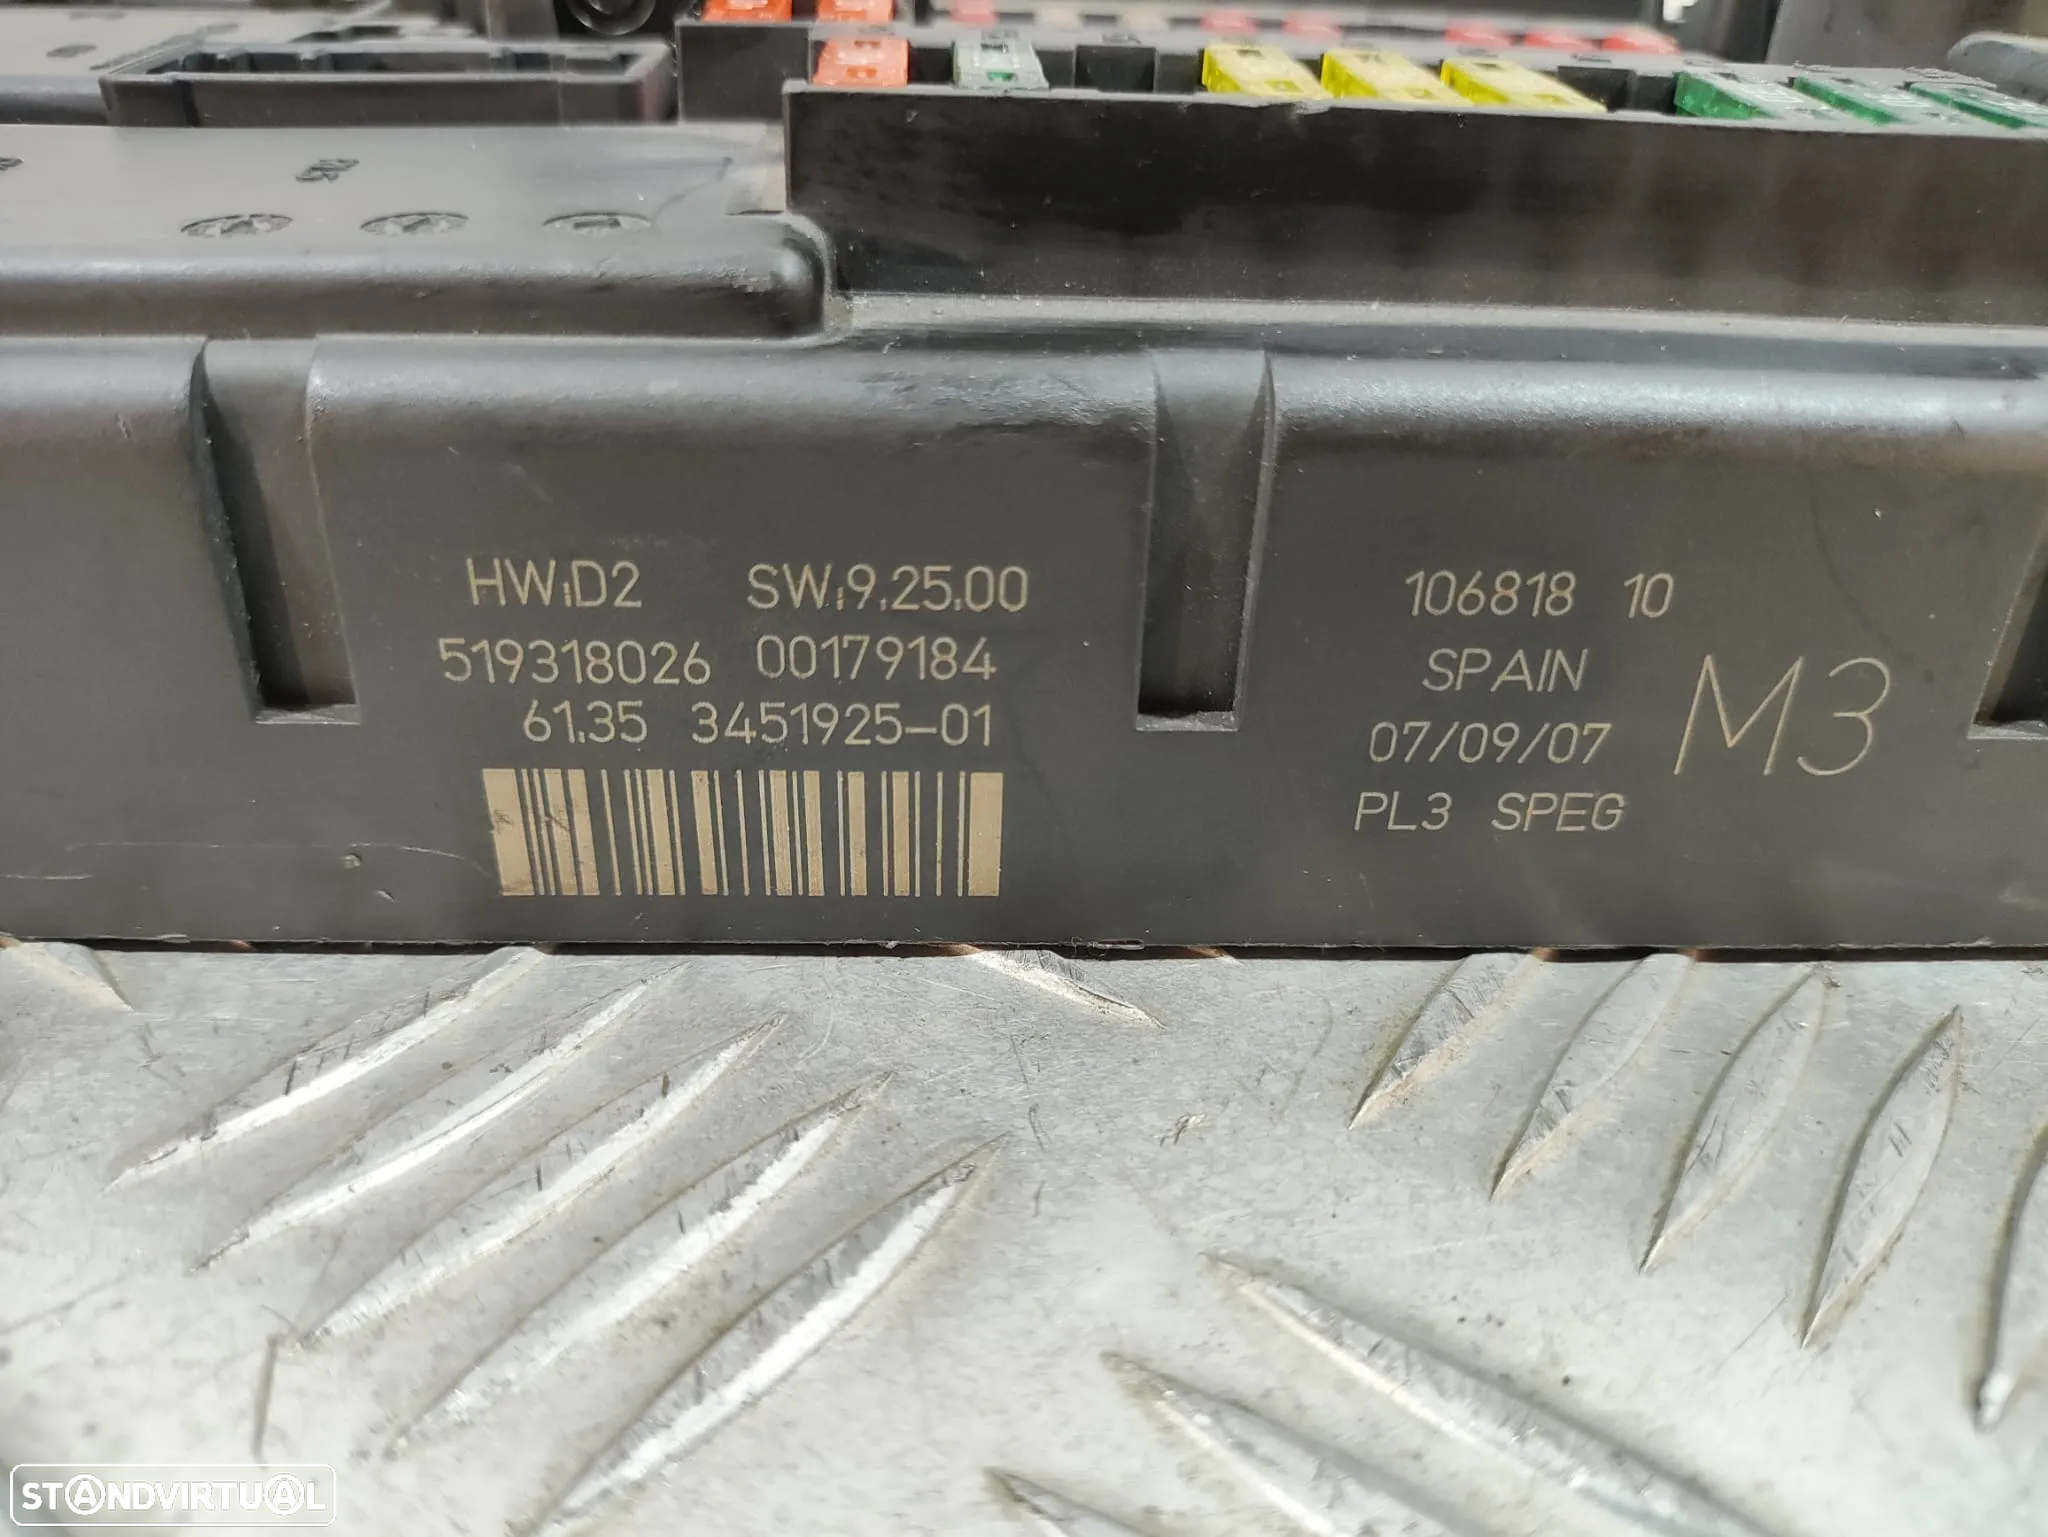 HW:D2 SW:9.25.00
519318026 00179184
61.35 3451925-01
106818 10
SPAIN
07/09/07
PL3 SPEG
M3
STANDVIRTUAL